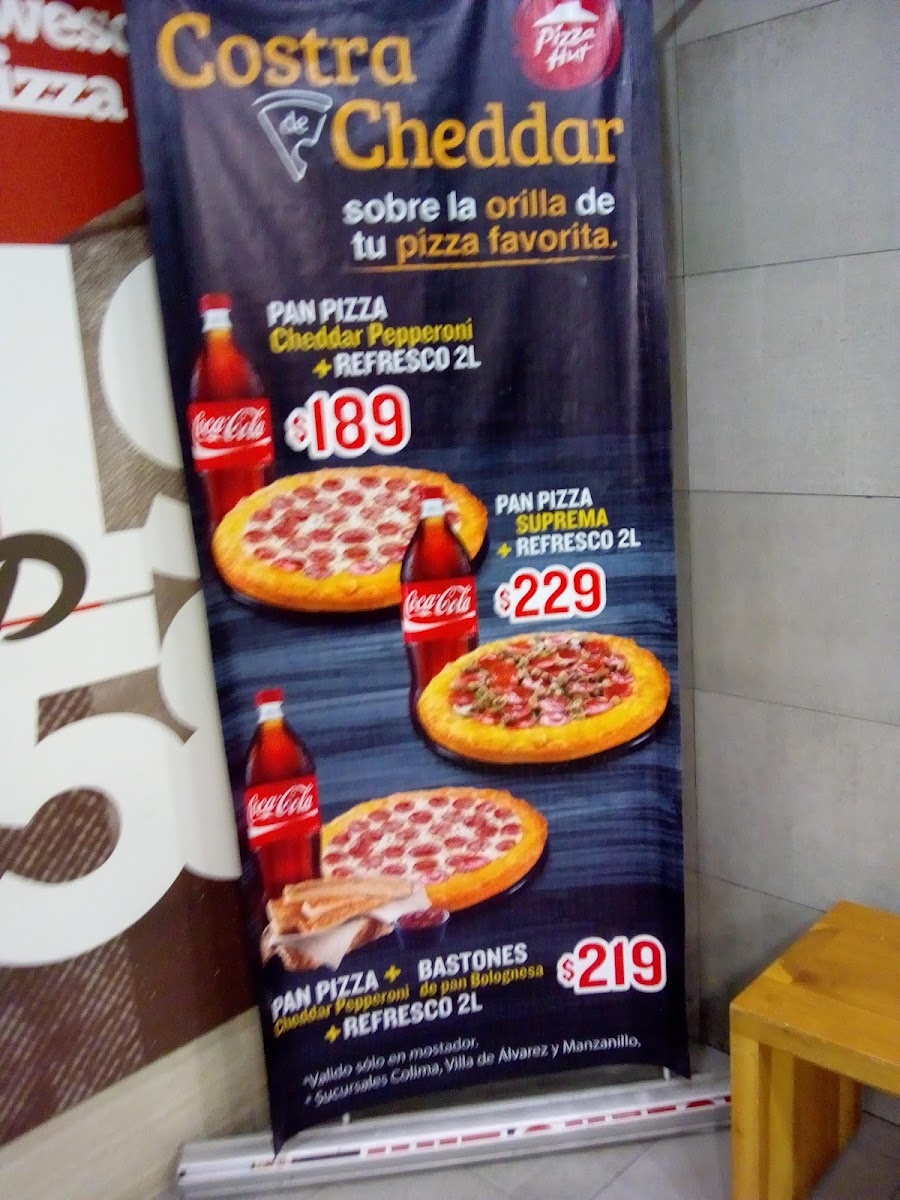 Pizza
Hut
Costra
de
Cheddar
sobre la orilla de
tu pizza favorita.
PAN PIZZA
Cheddar Pepperoni
+ REFRESCO 2L
$189
Coca-Cola
PAN PIZZA
SUPREMA
+ REFRESCO 2L
$229
Coca-Cola
Coca-Cola
PAN PIZZA + BASTONES
Cheddar Pepperoni de pan Bolognesa
+ REFRESCO 2L
$219
*Valido sólo en mostador.
* Sucursales Colima, Villa de Álvarez y Manzanillo,
5